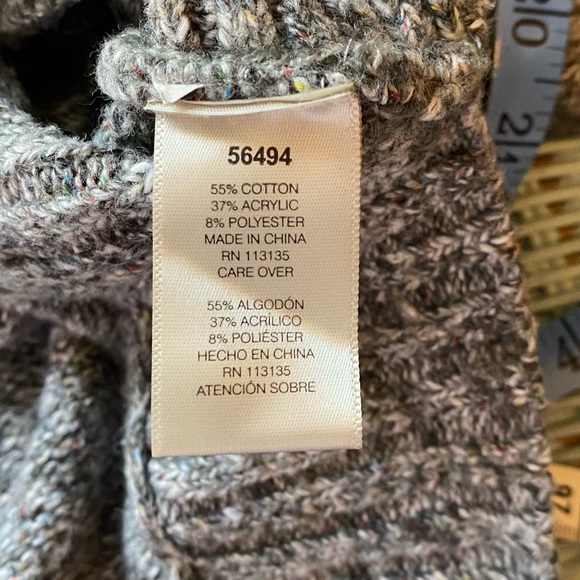 56494
55% COTTON
37% ACRYLIC
8% POLYESTER
MADE IN CHINA
RN 113135
CARE OVER
55% ALGODÓN
37% ACRÍLICO
8% POLIÉSTER
HECHO EN CHINA
RN 113135
ATENCIÓN SOBRE